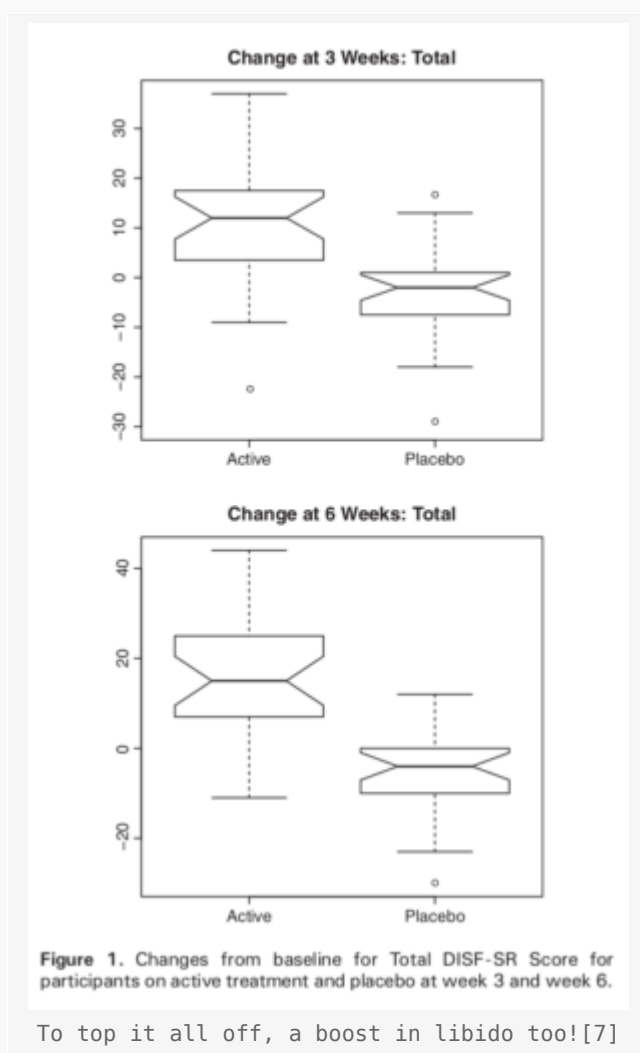 Change at 3 Weeks: Total
30
20
10
0
−10
−20
−30
Active Placebo
Change at 6 Weeks: Total
40
20
0
−20
Active Placebo
Figure 1. Changes from baseline for Total DISF-SR Score for
participants on active treatment and placebo at week 3 and week 6.
To top it all off, a boost in libido too![7]